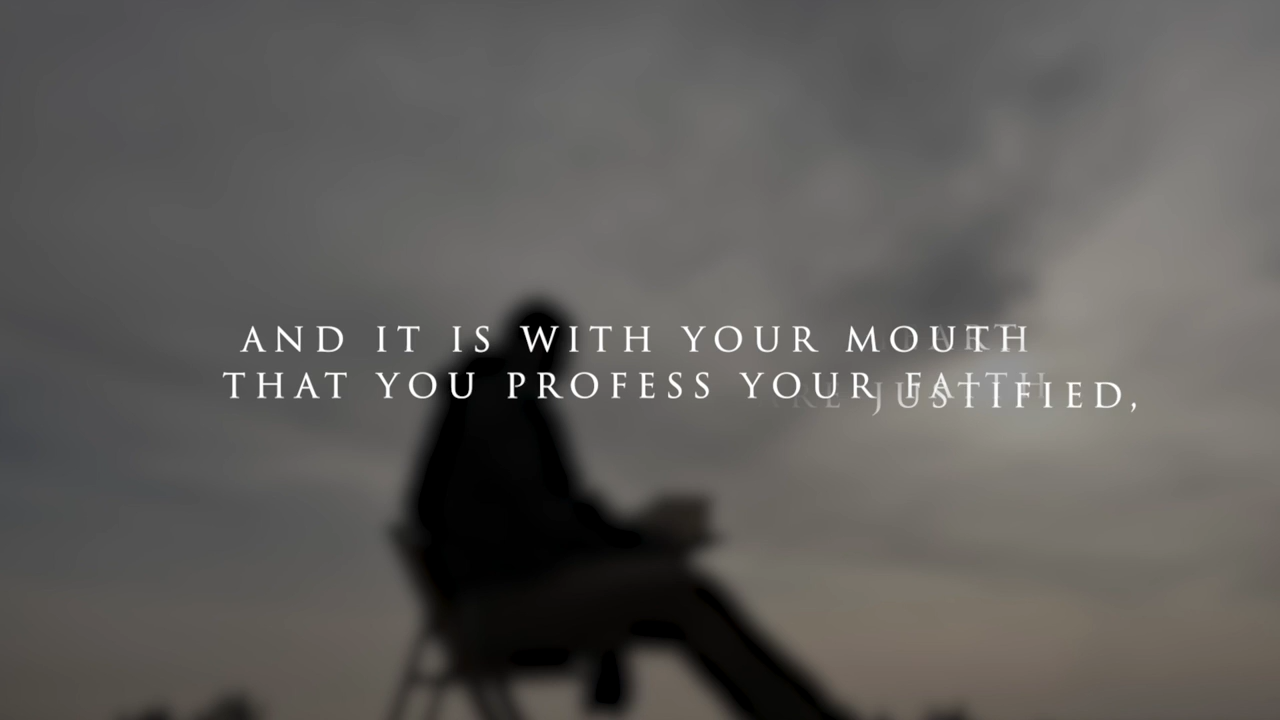 AND IT IS WITH YOUR MOUTH
THAT YOU PROFESS YOUR FAITH
JUSTIFIED,